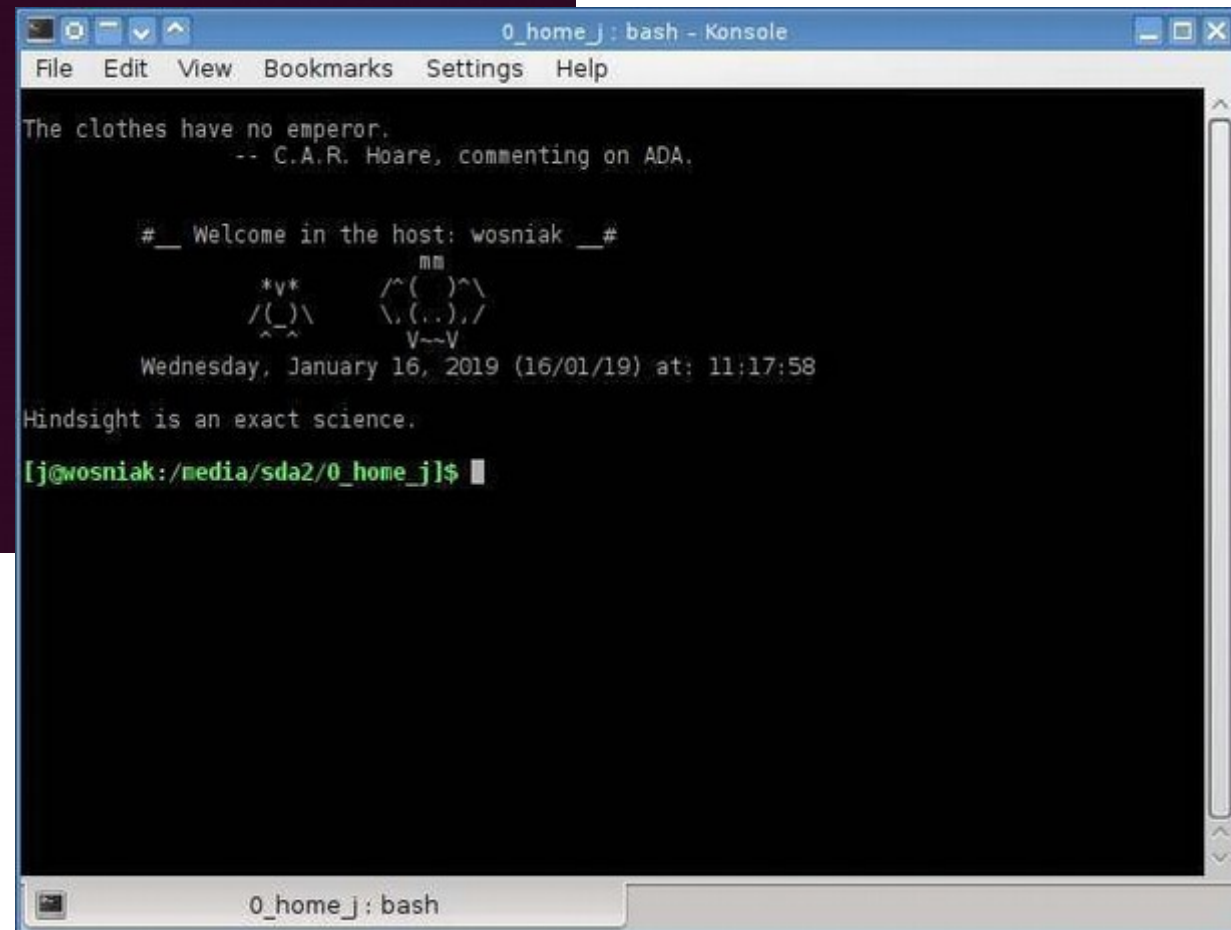 0_home_j : bash - Konsole
File Edit View Bookmarks Settings Help
The clothes have no emperor.
-- C.A.R. Hoare, commenting on ADA.
#__ Welcome in the host: wosniak __#
mm
*v* /^( )^\
/(_)\ \,(..),/
^ ^ V~~V
Wednesday, January 16, 2019 (16/01/19) at: 11:17:58
Hindsight is an exact science.
[j@wosniak:/media/sda2/0_home_j]$
0_home_j : bash